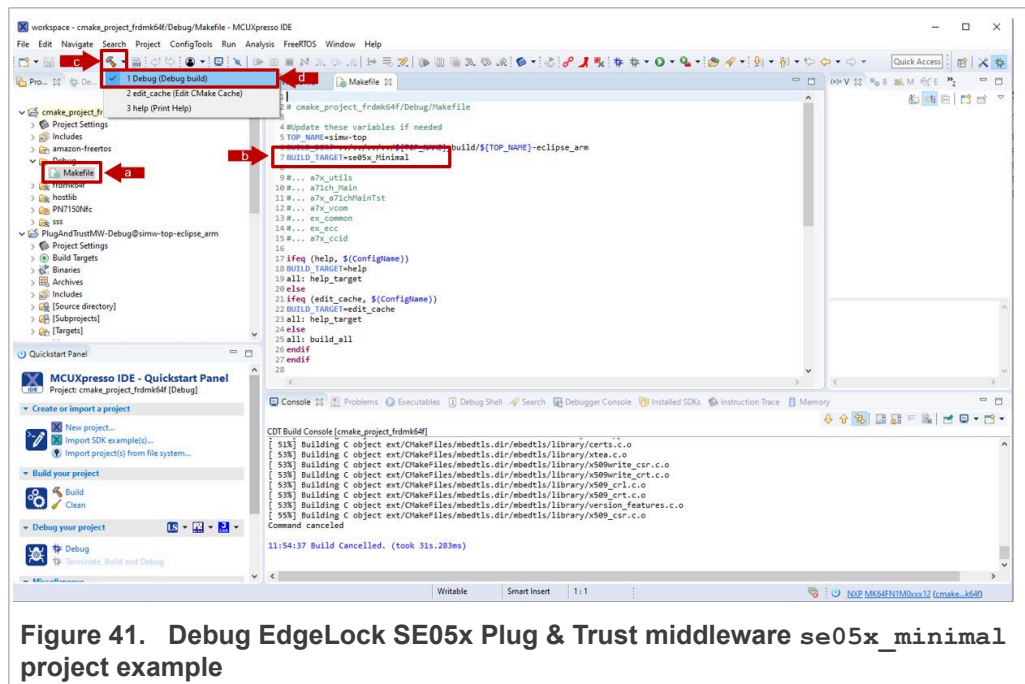 workspace - cmake_project_frdmk64f/Debug/Makefile - MCUXpresso IDE
File Edit Navigate Search Project ConfigTools Run Analysis FreeRTOS Window Help
c
Quick Access
1 Debug (Debug build)
d
2 edit_cache (Edit CMake Cache)
3 help (Print Help)
Pro...
De...
Makefile
cmake_project_fr
Project Settings
Includes
amazon-freertos
Debug
Makefile
a
frdmk64f
hostlib
PN7150Nfc
sss
PlugAndTrustMW-Debug@simw-top-eclipse_arm
Project Settings
Build Targets
Binaries
Archives
Includes
[Source directory]
[Subprojects]
[Targets]
2 # cmake_project_frdmk64f/Debug/Makefile
4 #Update these variables if needed
5 TOP_NAME=simw-top
build/${TOP_NAME}-eclipse_arm
b
7 BUILD_TARGET=se05x_Minimal
9 #... a7x_utils
10 #... a71ch_Main
11 #... a7x_a71chMainTst
12 #... a7x_vcom
13 #... ex_common
14 #... ex_ecc
15 #... a7x_ccid
16
17 ifeq (help, $(ConfigName))
18 BUILD_TARGET=help
19 all: help_target
20 else
21 ifeq (edit_cache, $(ConfigName))
22 BUILD_TARGET=edit_cache
23 all: help_target
24 else
25 all: build_all
26 endif
27 endif
28
Quickstart Panel
IDE
MCUXpresso IDE - Quickstart Panel
Project: cmake_project_frdmk64f [Debug]
Create or import a project
New project...
Import SDK example(s)...
Import project(s) from file system...
Build your project
Build
Clean
Debug your project
Debug
Terminate, Build and Debug
Miscellaneous
Console Problems Executables Debug Shell Search Debugger Console Installed SDKs Instruction Trace Memory
CDT Build Console [cmake_project_frdmk64f]
[ 51%] Building C object ext/CMakeFiles/mbedtls.dir/mbedtls/library/certs.c.o
[ 53%] Building C object ext/CMakeFiles/mbedtls.dir/mbedtls/library/xtea.c.o
[ 53%] Building C object ext/CMakeFiles/mbedtls.dir/mbedtls/library/x509write_csr.c.o
[ 53%] Building C object ext/CMakeFiles/mbedtls.dir/mbedtls/library/x509write_crt.c.o
[ 53%] Building C object ext/CMakeFiles/mbedtls.dir/mbedtls/library/x509_crl.c.o
[ 53%] Building C object ext/CMakeFiles/mbedtls.dir/mbedtls/library/x509_crt.c.o
[ 53%] Building C object ext/CMakeFiles/mbedtls.dir/mbedtls/library/version_features.c.o
[ 55%] Building C object ext/CMakeFiles/mbedtls.dir/mbedtls/library/x509_csr.c.o
Command canceled
11:54:37 Build Cancelled. (took 31s.283ms)
Writable Smart Insert 1:1
NXP MK64FN1M0xxx12 (cmake...k64f)
Figure 41. Debug EdgeLock SE05x Plug & Trust middleware se05x_minimal
project example